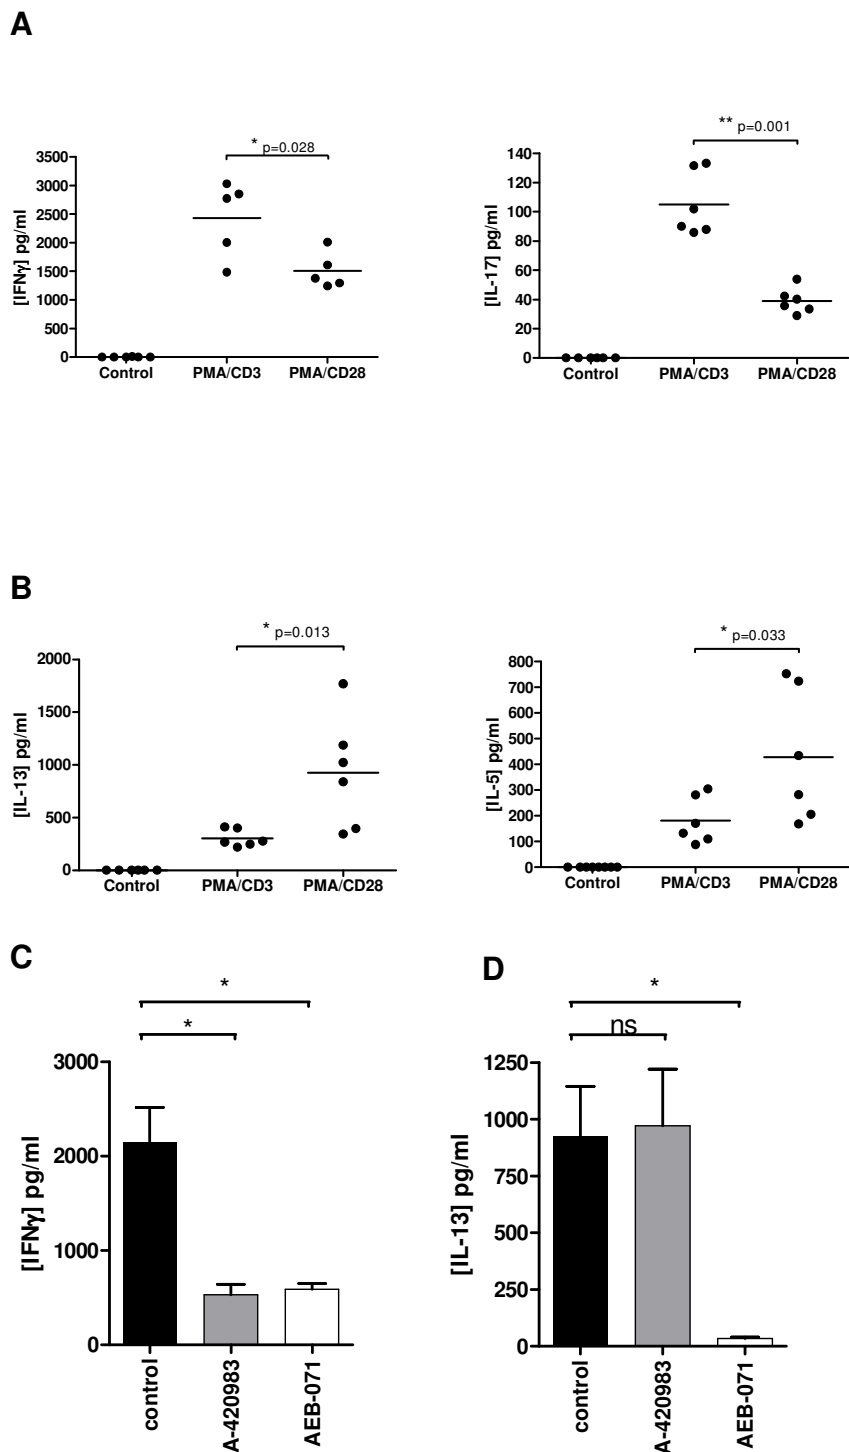 A
* p=0.028
[IFNγ] pg/ml
3500
3000
2500
2000
1500
1000
500
0
Control
PMA/CD3
PMA/CD28
** p=0.001
[IL-17] pg/ml
140
120
100
80
60
40
20
0
Control
PMA/CD3
PMA/CD28
B
* p=0.013
[IL-13] pg/ml
2000
1500
1000
500
0
Control
PMA/CD3
PMA/CD28
* p=0.033
[IL-5] pg/ml
800
700
600
500
400
300
200
100
0
Control
PMA/CD3
PMA/CD28
C
*
*
[IFNγ] pg/ml
3000
2000
1000
0
control
A-420983
AEB-071
D
*
ns
[IL-13] pg/ml
1250
1000
750
500
250
0
control
A-420983
AEB-071